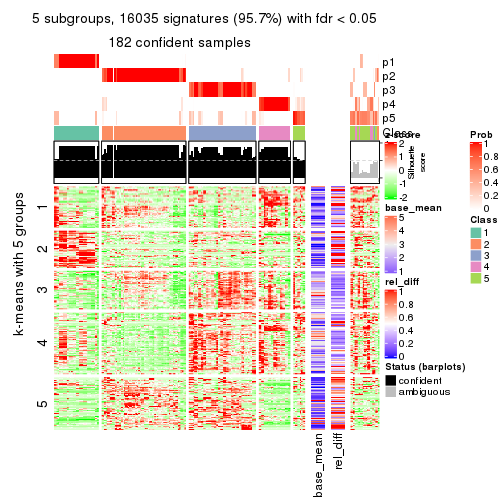 5 subgroups, 16035 signatures (95.7%) with fdr < 0.05
182 confident samples
p1
p2
p3
p4
p5
Class
Silhouette score
k-means with 5 groups
1
2
3
4
5
base_mean
rel_diff
z-score
2
1
0
-1
-2
base_mean
5
4
3
2
1
rel_diff
1
0.8
0.6
0.4
0.2
0
Status (barplots)
confident
ambiguous
Prob
1
0.8
0.6
0.4
0.2
0
Class
1
2
3
4
5